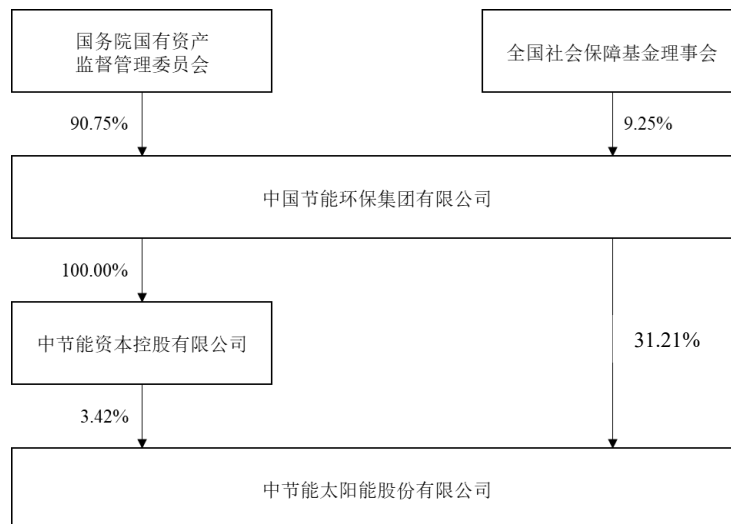 国务院国有资产
监督管理委员会
全国社会保障基金理事会
90.75%
9.25%
中国节能环保集团有限公司
100.00%
中节能资本控股有限公司
31.21%
3.42%
中节能太阳能股份有限公司